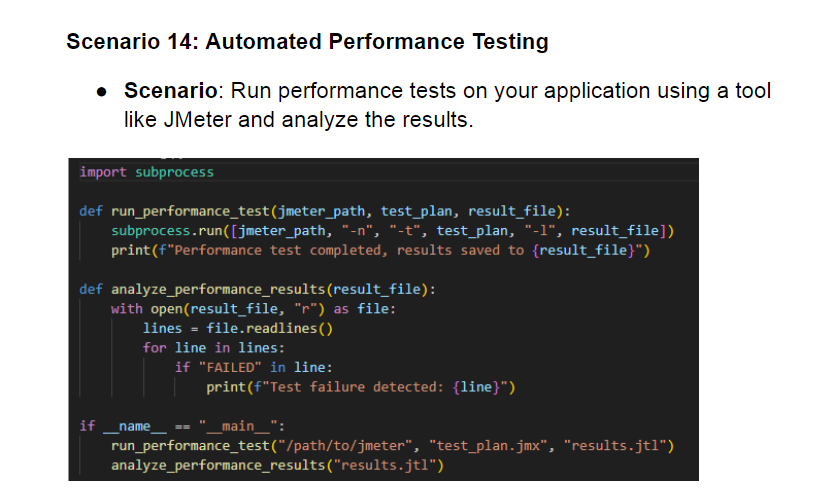 Scenario 14: Automated Performance Testing
● Scenario: Run performance tests on your application using a tool
like JMeter and analyze the results.
import subprocess
def run_performance_test(jmeter_path, test_plan, result_file):
    subprocess.run([jmeter_path, "-n", "-t", test_plan, "-l", result_file])
    print(f"Performance test completed, results saved to {result_file}")
def analyze_performance_results(result_file):
    with open(result_file, "r") as file:
        lines = file.readlines()
        for line in lines:
            if "FAILED" in line:
                print(f"Test failure detected: {line}")
if __name__ == "__main__":
    run_performance_test("/path/to/jmeter", "test_plan.jmx", "results.jtl")
    analyze_performance_results("results.jtl")